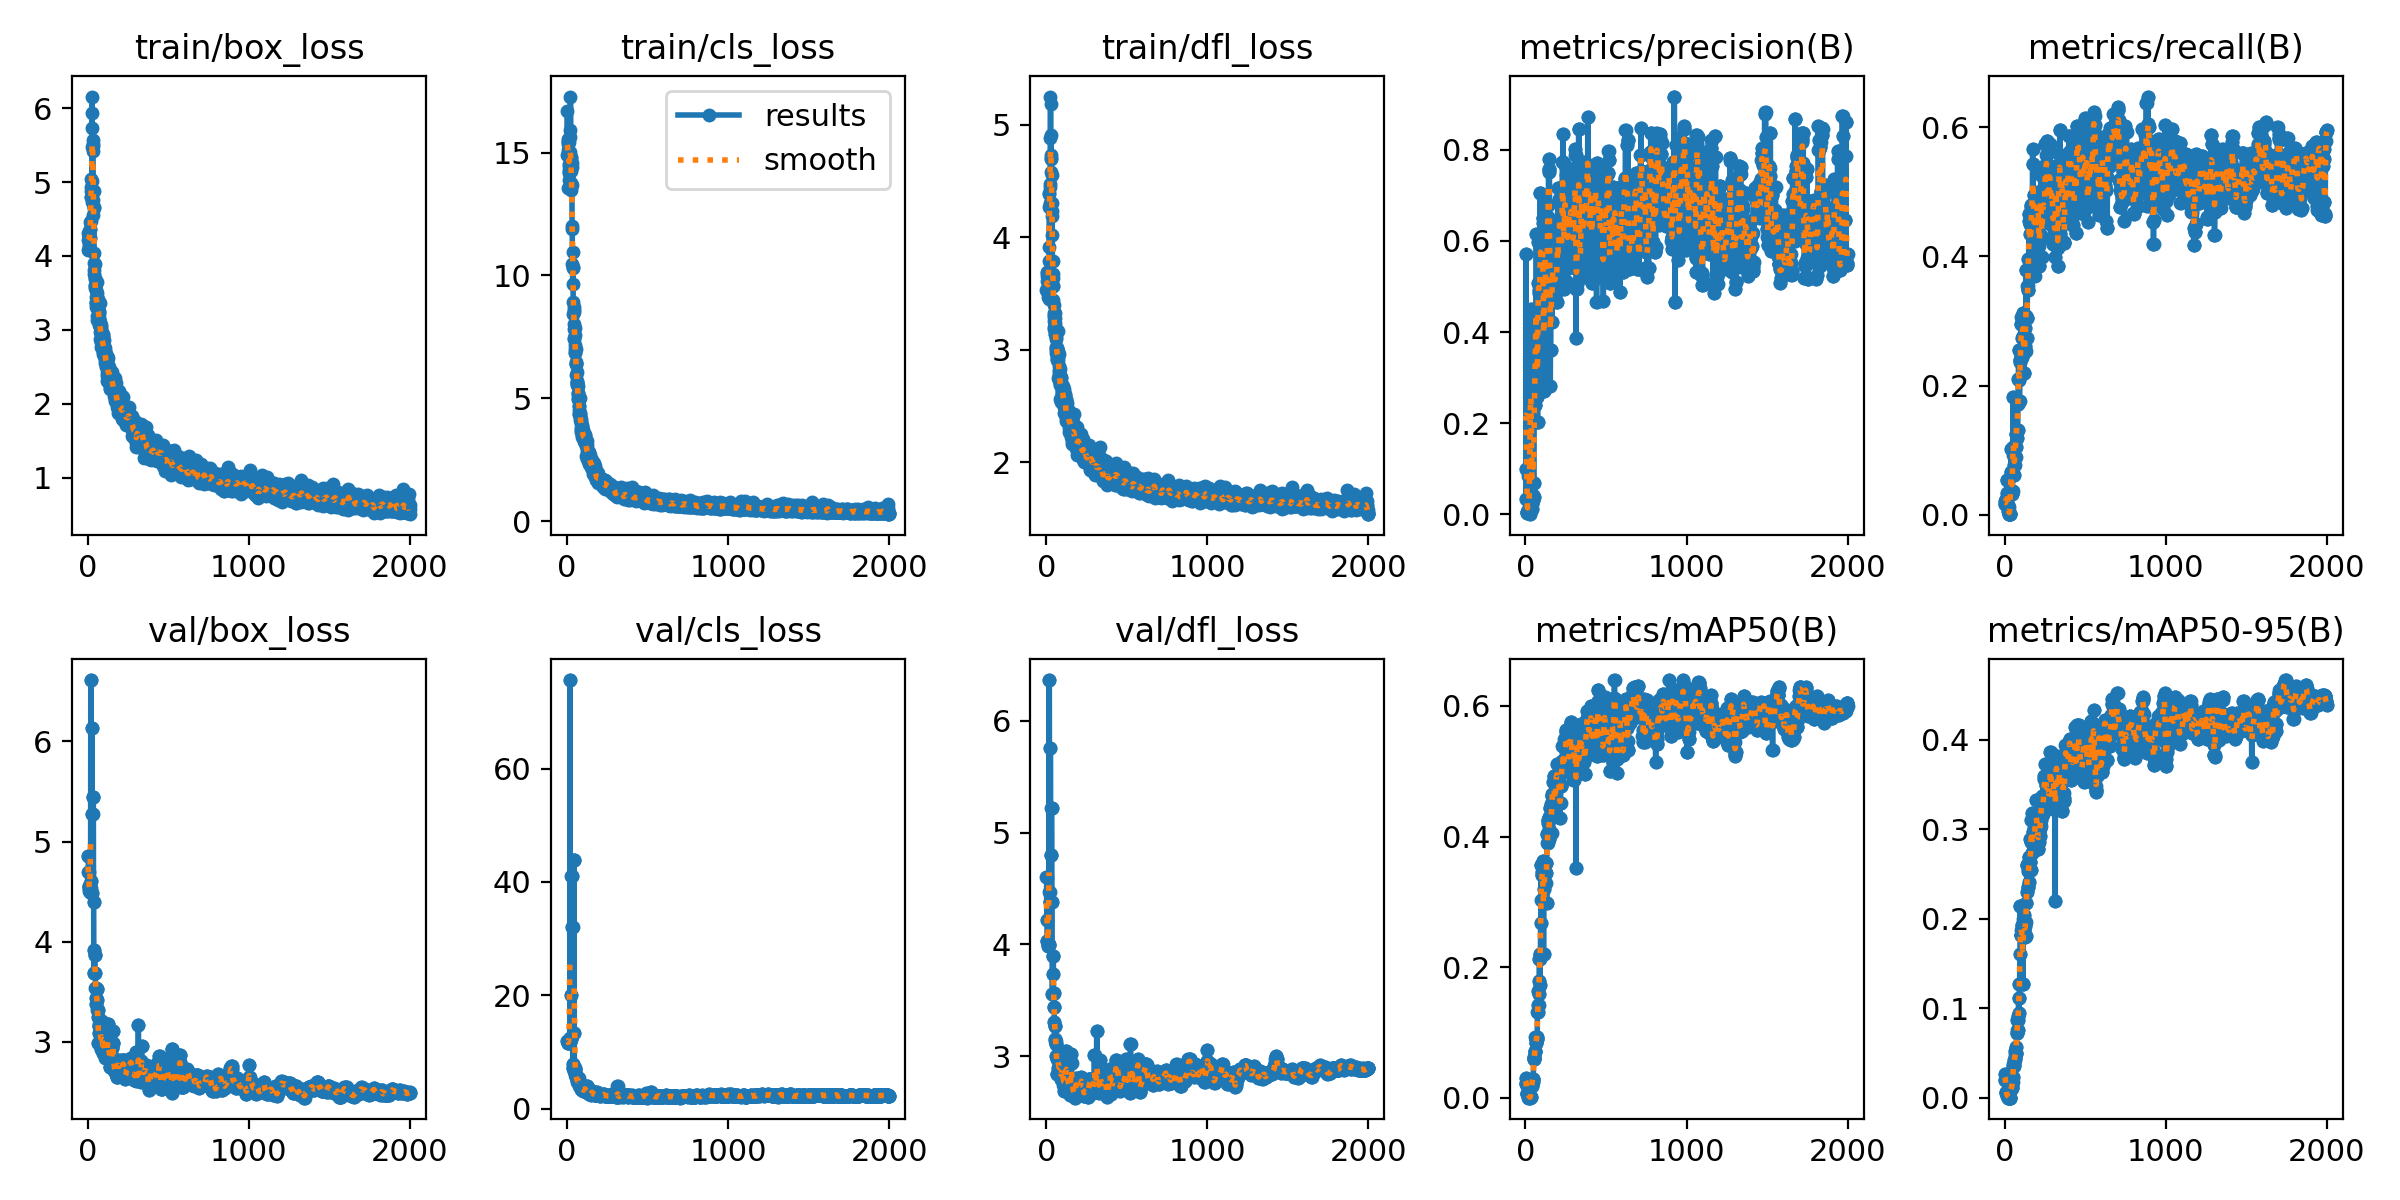 train/box_loss
6
5
4
3
2
1
0 1000 2000
train/cls_loss
results
smooth
15
10
5
0
0 1000 2000
train/dfl_loss
5
4
3
2
0 1000 2000
metrics/precision(B)
0.8
0.6
0.4
0.2
0.0
0 1000 2000
metrics/recall(B)
0.6
0.4
0.2
0.0
0 1000 2000
val/box_loss
6
5
4
3
0 1000 2000
val/cls_loss
60
40
20
0
0 1000 2000
val/dfl_loss
6
5
4
3
0 1000 2000
metrics/mAP50(B)
0.6
0.4
0.2
0.0
0 1000 2000
metrics/mAP50-95(B)
0.4
0.3
0.2
0.1
0.0
0 1000 2000